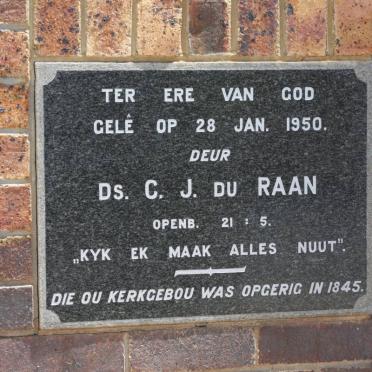 TER ERE VAN GOD
GELÊ OP 28 JAN. 1950.
DEUR
DS. C. J. DU RAAN
OPENB. 21 : 5.
„KYK EK MAAK ALLES NUUT”.
DIE OU KERKGEBOU WAS OPGERIG IN 1845.